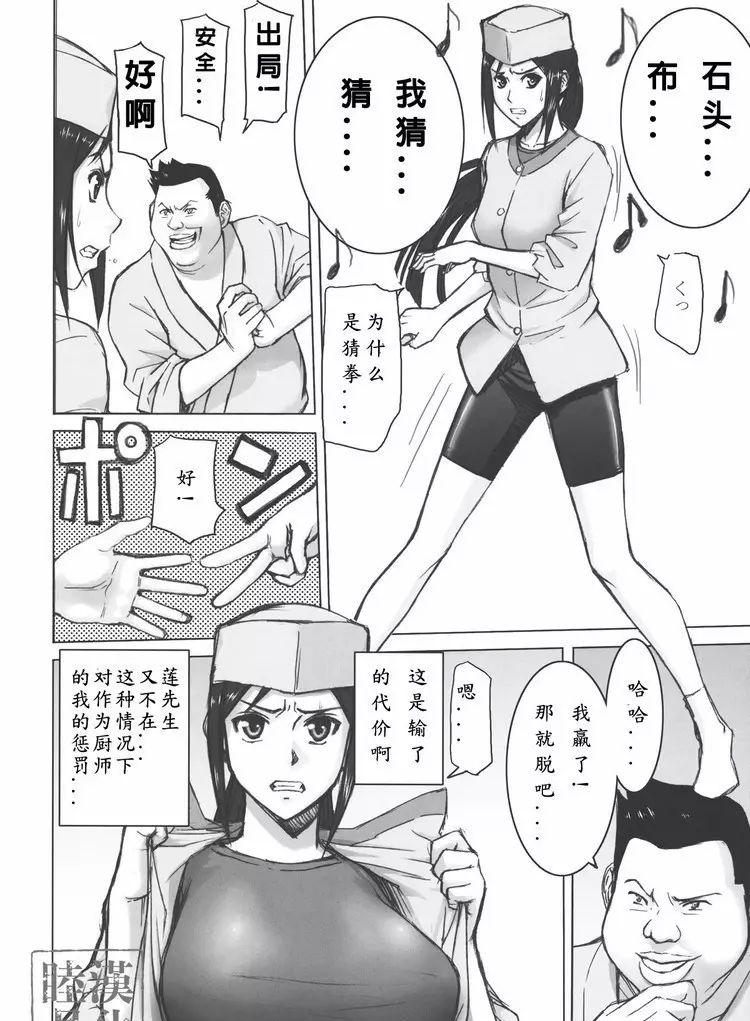 石头
布····
我猜····
猜····
くっ
为什么
是猜拳
····
出局!
安全···
好啊
ポン
好!
哈哈····
我赢了!
那就脱吧
····
嗯····
这是输了
的代价啊
莲先生
又不在···
这种情况下
对作为厨师
的我的惩罚
····
漢
睦